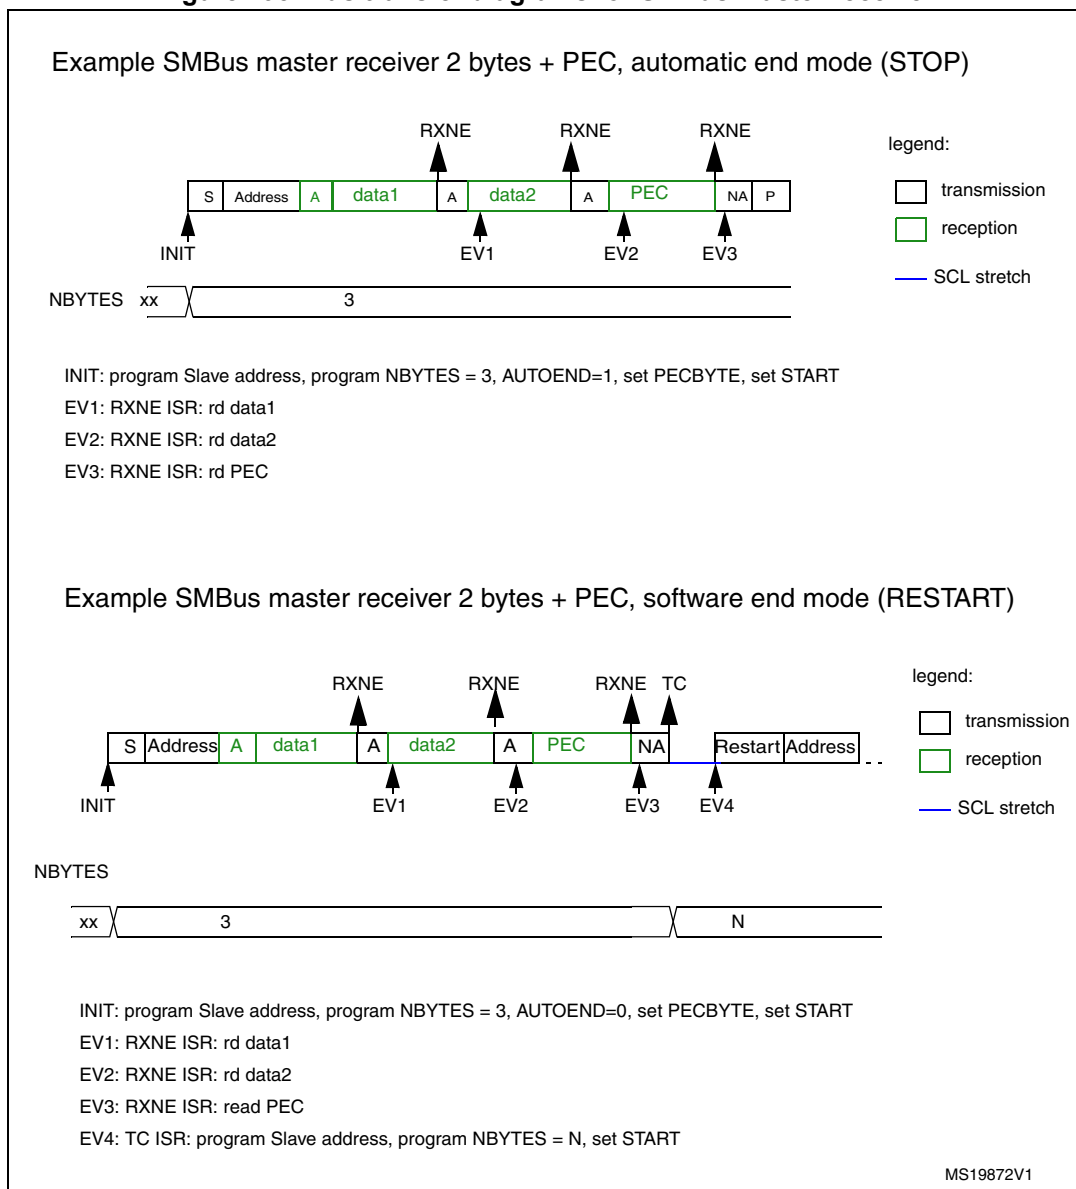 Example SMBus master receiver 2 bytes + PEC, automatic end mode (STOP)
RXNE RXNE RXNE
legend:
S Address A data1 A data2 A PEC NA P
transmission
reception
INIT EV1 EV2 EV3
SCL stretch
NBYTES xx 3
INIT: program Slave address, program NBYTES = 3, AUTOEND=1, set PECBYTE, set START
EV1: RXNE ISR: rd data1
EV2: RXNE ISR: rd data2
EV3: RXNE ISR: rd PEC
Example SMBus master receiver 2 bytes + PEC, software end mode (RESTART)
RXNE RXNE RXNE TC
legend:
S Address A data1 A data2 A PEC NA Restart Address
transmission
reception
INIT EV1 EV2 EV3 EV4
SCL stretch
NBYTES
xx 3 N
INIT: program Slave address, program NBYTES = 3, AUTOEND=0, set PECBYTE, set START
EV1: RXNE ISR: rd data1
EV2: RXNE ISR: rd data2
EV3: RXNE ISR: read PEC
EV4: TC ISR: program Slave address, program NBYTES = N, set START
MS19872V1